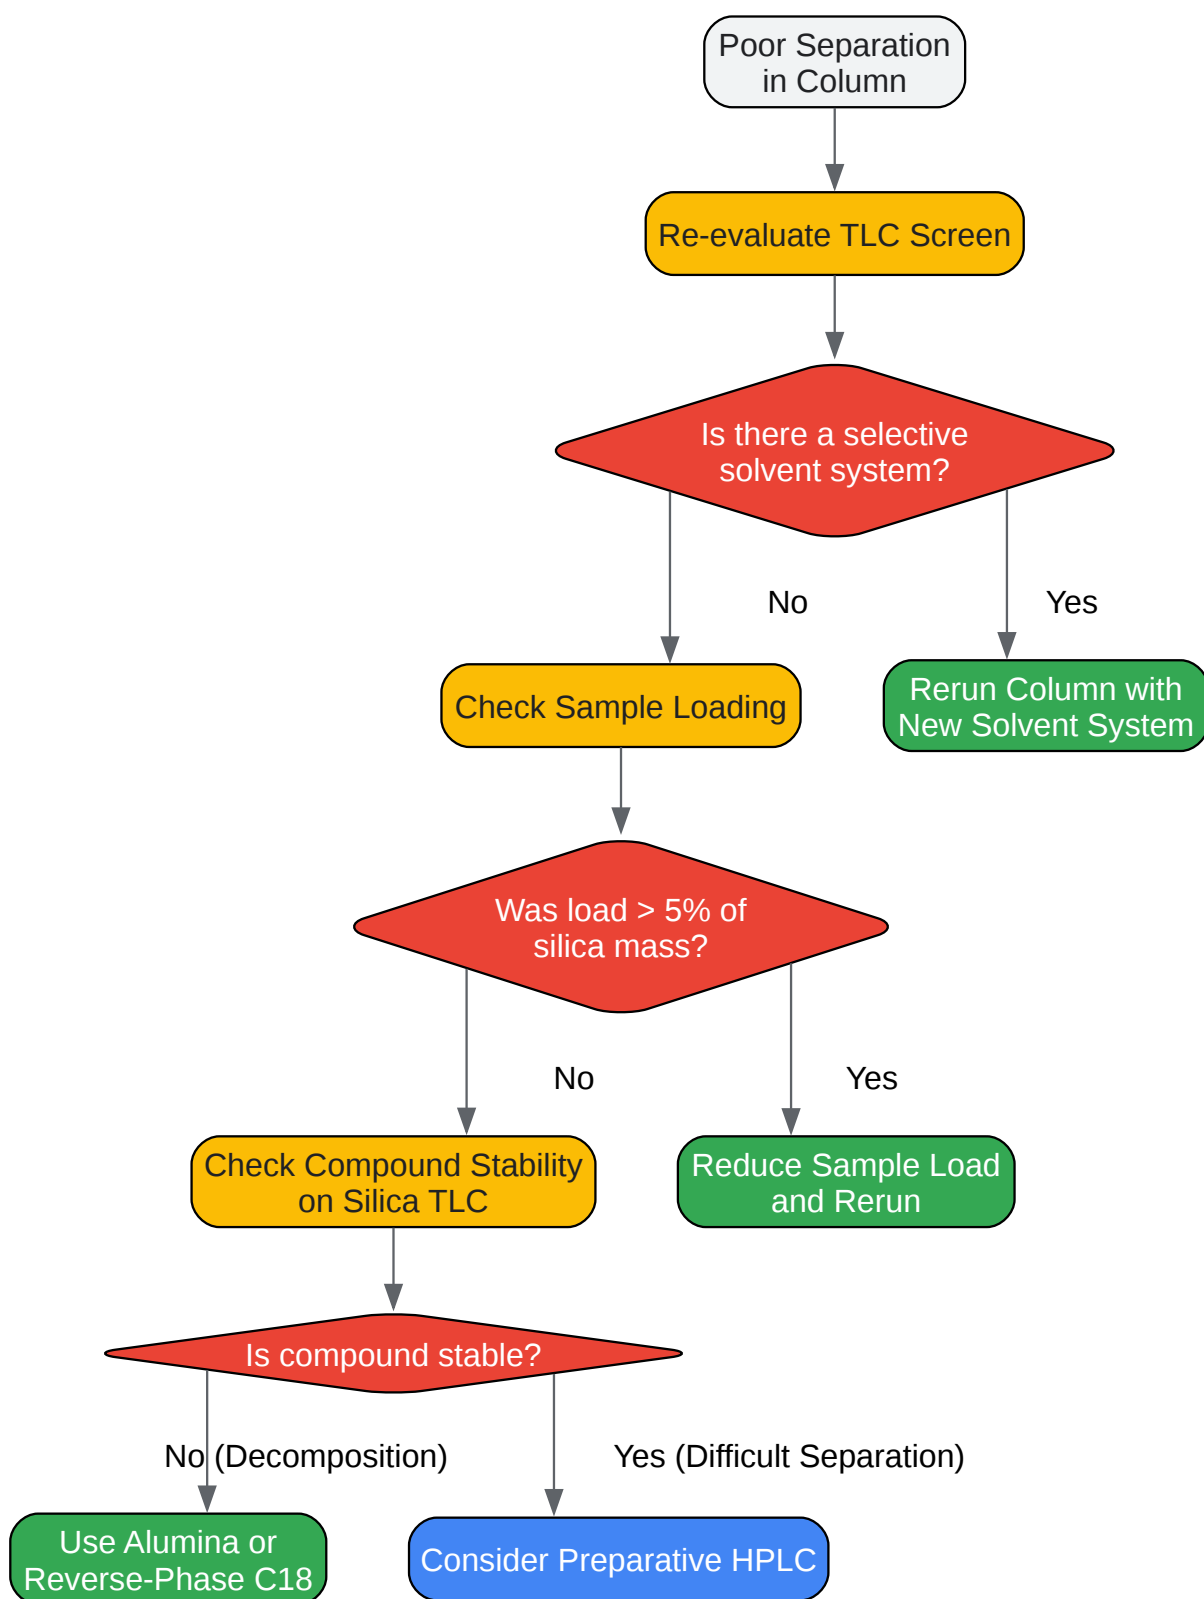 Poor Separation
in Column
Re-evaluate TLC Screen
Is there a selective
solvent system?
No
Yes
Check Sample Loading
Rerun Column with
New Solvent System
Was load > 5% of
silica mass?
No
Yes
Check Compound Stability
on Silica TLC
Reduce Sample Load
and Rerun
Is compound stable?
No (Decomposition)
Yes (Difficult Separation)
Use Alumina or
Reverse-Phase C18
Consider Preparative HPLC